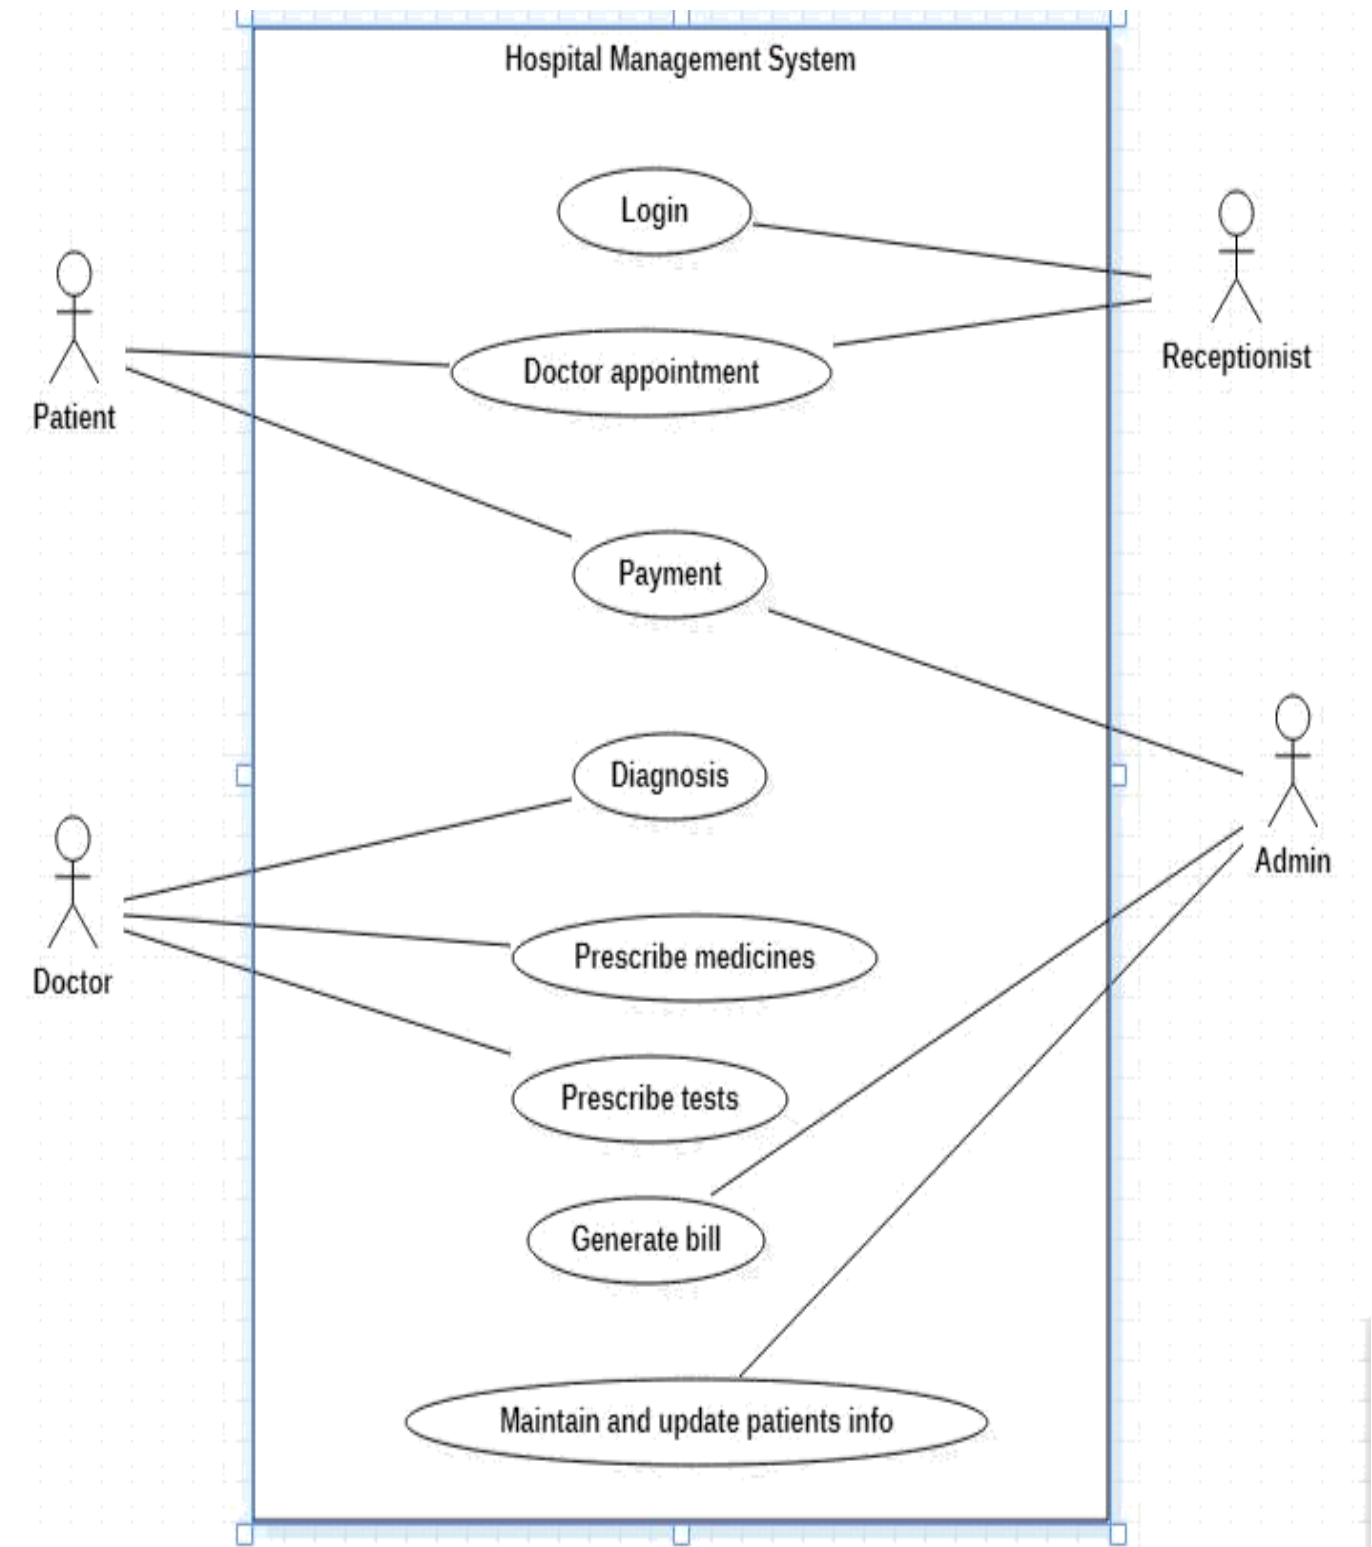 Hospital Management System
Login
Receptionist
Doctor appointment
Patient
Payment
Diagnosis
Admin
Prescribe medicines
Doctor
Prescribe tests
Generate bill
Maintain and update patients info